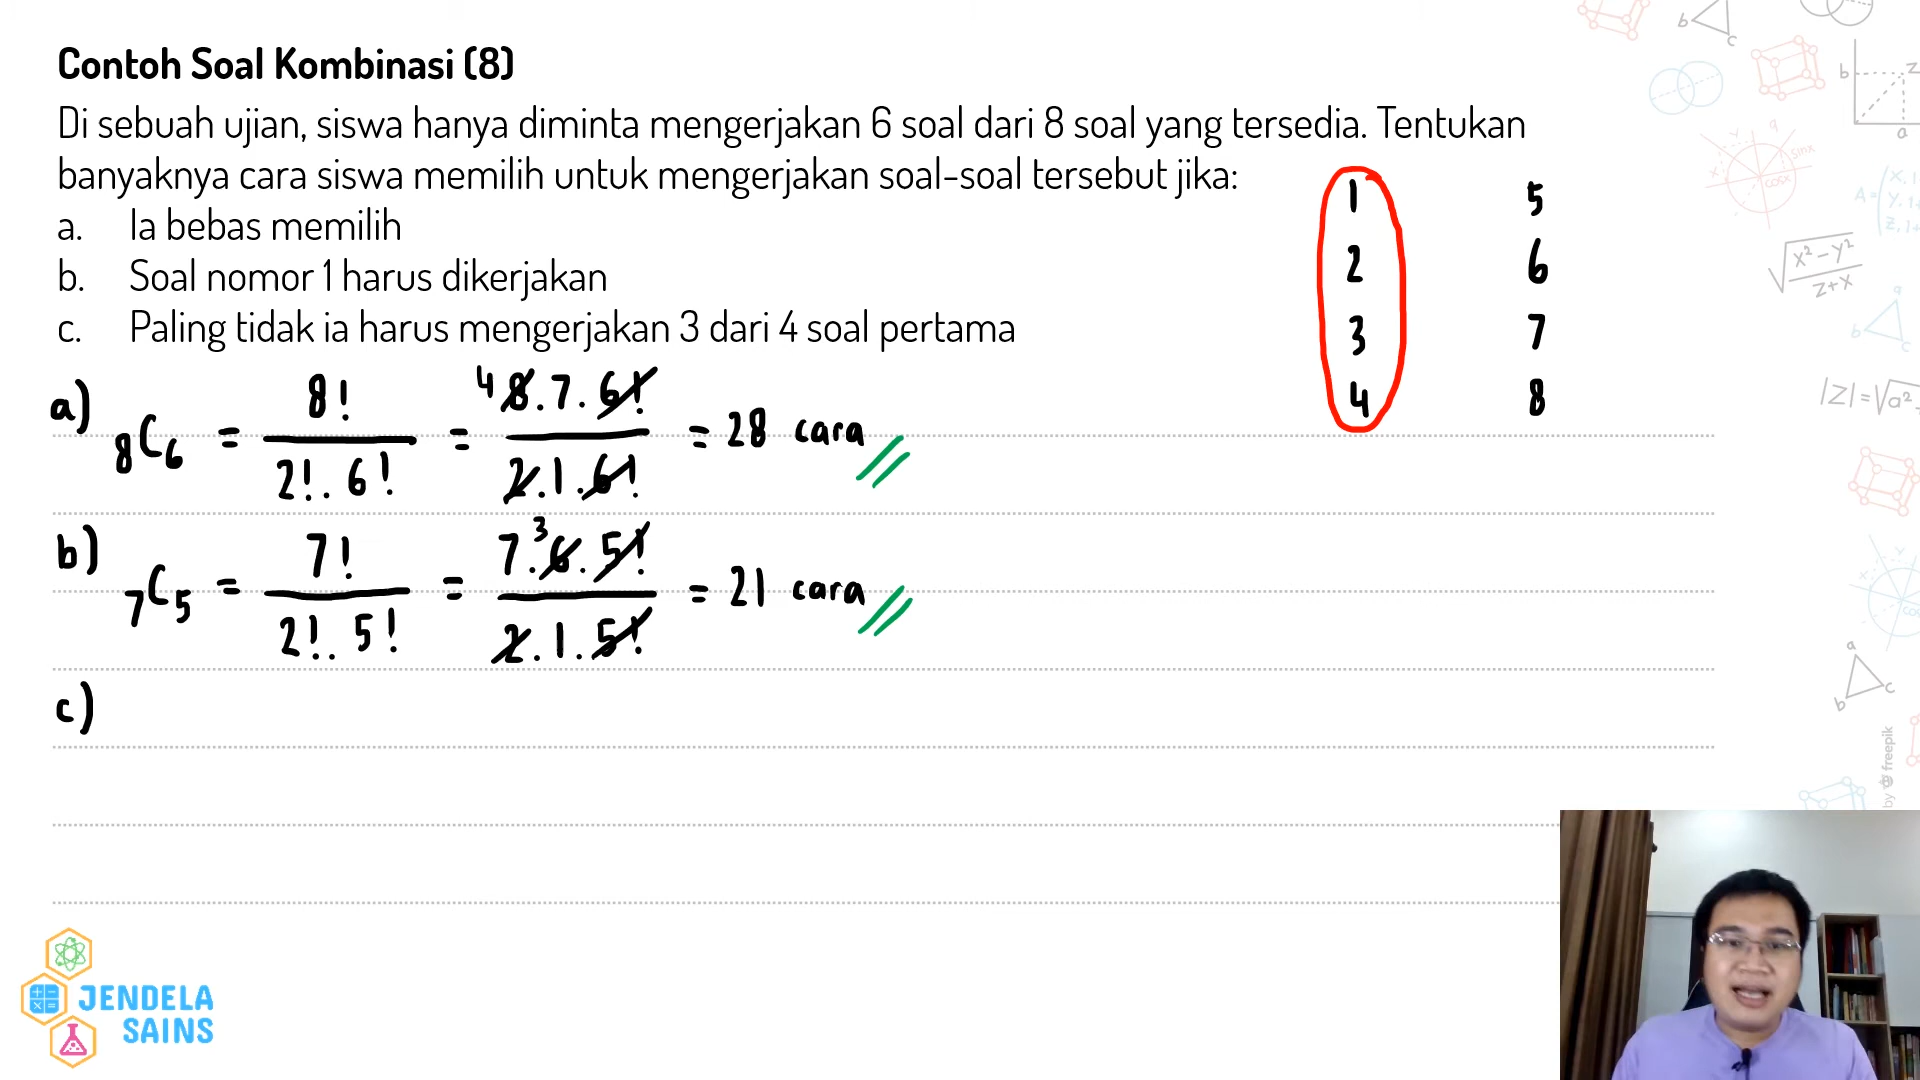 Contoh Soal Kombinasi (8)
Di sebuah ujian, siswa hanya diminta mengerjakan 6 soal dari 8 soal yang tersedia. Tentukan
banyaknya cara siswa memilih untuk mengerjakan soal-soal tersebut jika:
a. Ia bebas memilih
b. Soal nomor 1 harus dikerjakan
c. Paling tidak ia harus mengerjakan 3 dari 4 soal pertama
1 5
2 6
3 7
4 8
a) 8C6 = 8! / 2!.6! = 4 8.7.6! / 2.1.6! = 28 cara
b) 7C5 = 7! / 2!.5! = 7.3 6.5! / 2.1.5! = 21 cara
c)
JENDELA
SAINS
by freepik